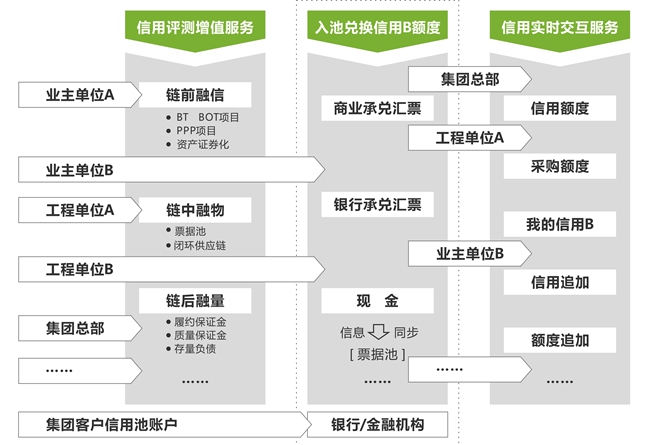 信用评测增值服务
入池兑换信用B额度
信用实时交互服务
集团总部
业主单位A
链前融信
商业承兑汇票
信用额度
• BT BOT项目
• PPP项目
• 资产证券化
工程单位A
业主单位B
采购额度
工程单位A
链中融物
银行承兑汇票
• 票据池
• 闭环供应链
我的信用B
业主单位B
工程单位B
信用追加
链后融量
现 金
• 履约保证金
• 质量保证金
• 存量负债
集团总部
信息 同步
[ 票据池 ]
额度追加
……
……
……
……
……
集团客户信用池账户
银行/金融机构